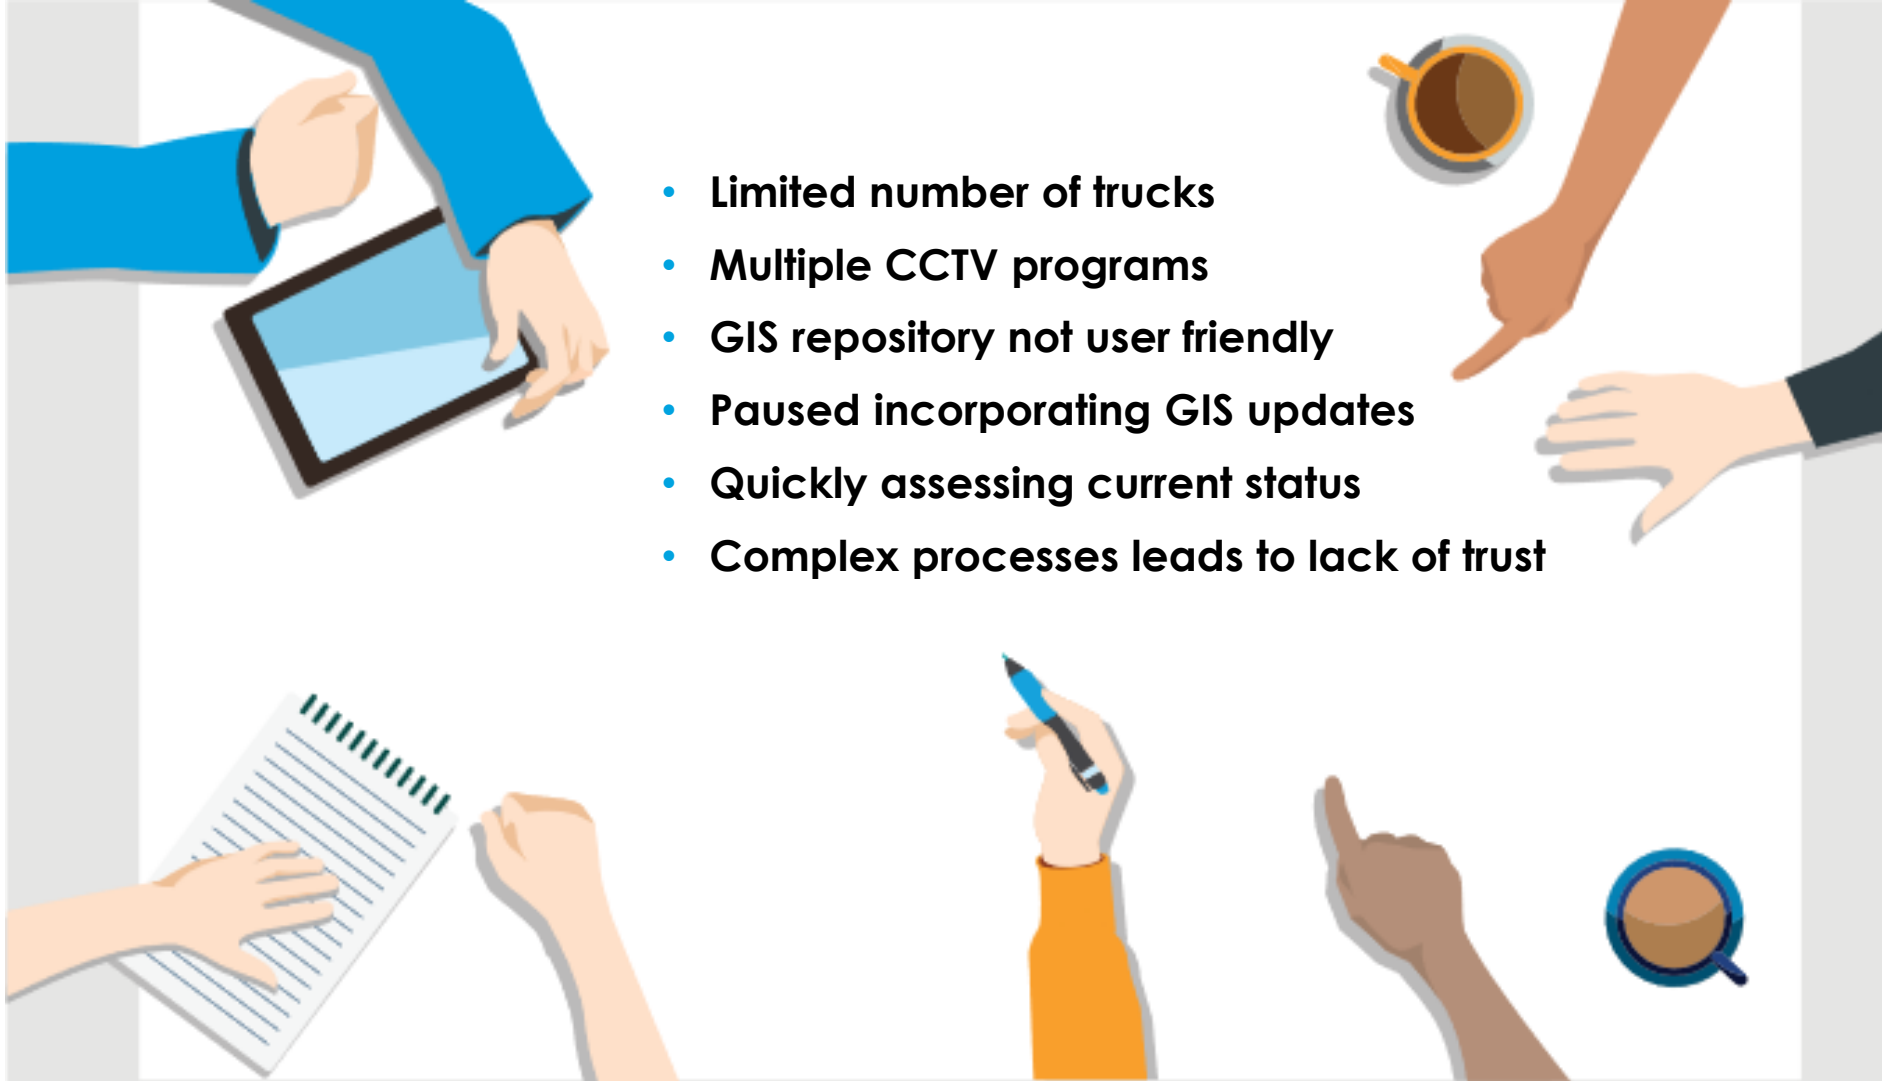 • Limited number of trucks
• Multiple CCTV programs
• GIS repository not user friendly
• Paused incorporating GIS updates
• Quickly assessing current status
• Complex processes leads to lack of trust